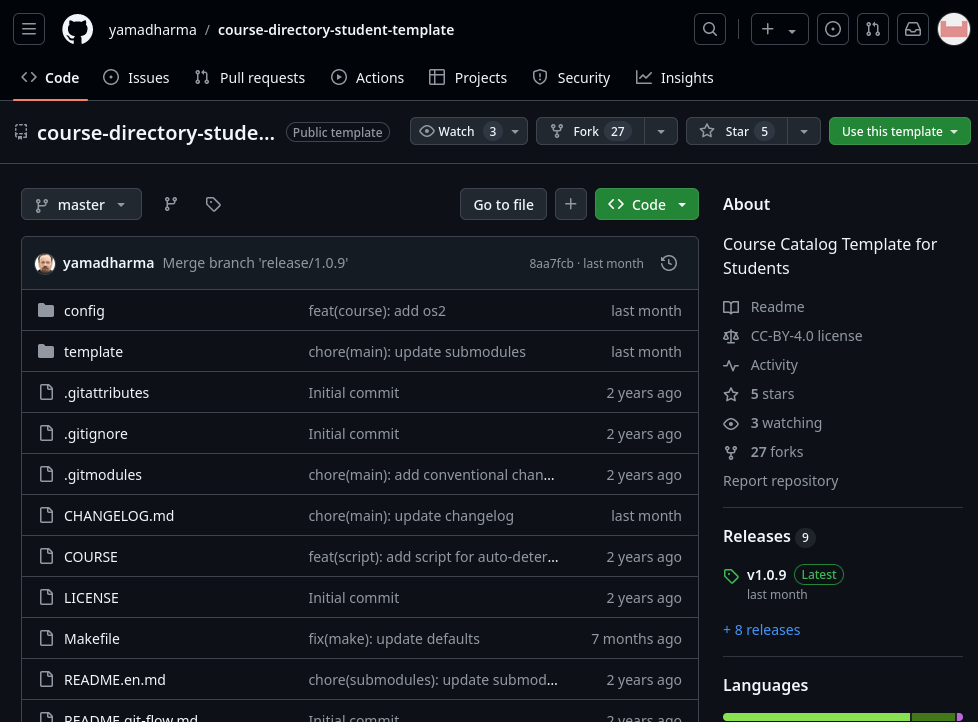 yamadharma / course-directory-student-template
Code Issues Pull requests Actions Projects Security Insights
course-directory-stude... Public template Watch 3 Fork 27 Star 5 Use this template
master Go to file Code
yamadharma Merge branch 'release/1.0.9' 8aa7fcb · last month
config feat(course): add os2 last month
template chore(main): update submodules last month
.gitattributes Initial commit 2 years ago
.gitignore Initial commit 2 years ago
.gitmodules chore(main): add conventional chan... 2 years ago
CHANGELOG.md chore(main): update changelog last month
COURSE feat(script): add script for auto-deter... 2 years ago
LICENSE Initial commit 2 years ago
Makefile fix(make): update defaults 7 months ago
README.en.md chore(submodules): update submod... 2 years ago
README.git-flow.md Initial commit 2 years ago
About
Course Catalog Template for
Students
Readme
CC-BY-4.0 license
Activity
5 stars
3 watching
27 forks
Report repository
Releases 9
v1.0.9 Latest
last month
+ 8 releases
Languages